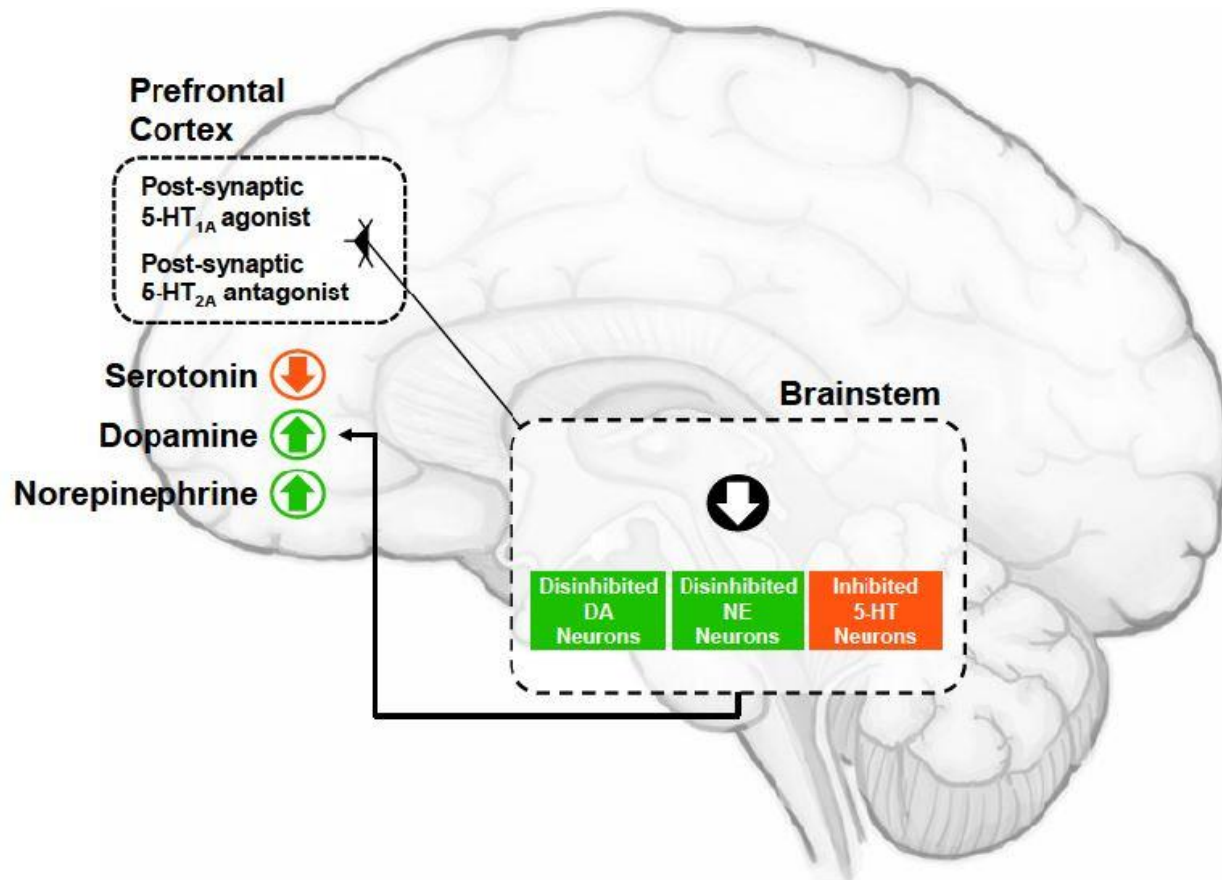 Prefrontal
Cortex
Post-synaptic
5-HT1A agonist
Post-synaptic
5-HT2A antagonist
Serotonin
Dopamine
Norepinephrine
Brainstem
Disinhibited
DA
Neurons
Disinhibited
NE
Neurons
Inhibited
5-HT
Neurons